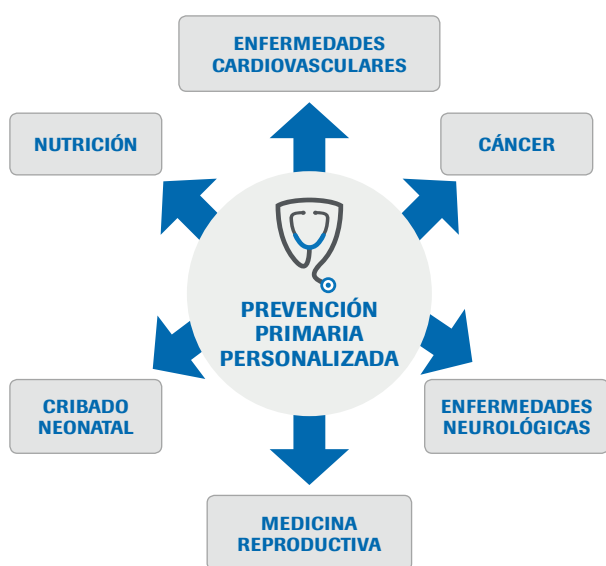 ENFERMEDADES
CARDIOVASCULARES
NUTRICIÓN
CÁNCER
PREVENCIÓN
PRIMARIA
PERSONALIZADA
CRIBADO
NEONATAL
ENFERMEDADES
NEUROLÓGICAS
MEDICINA
REPRODUCTIVA